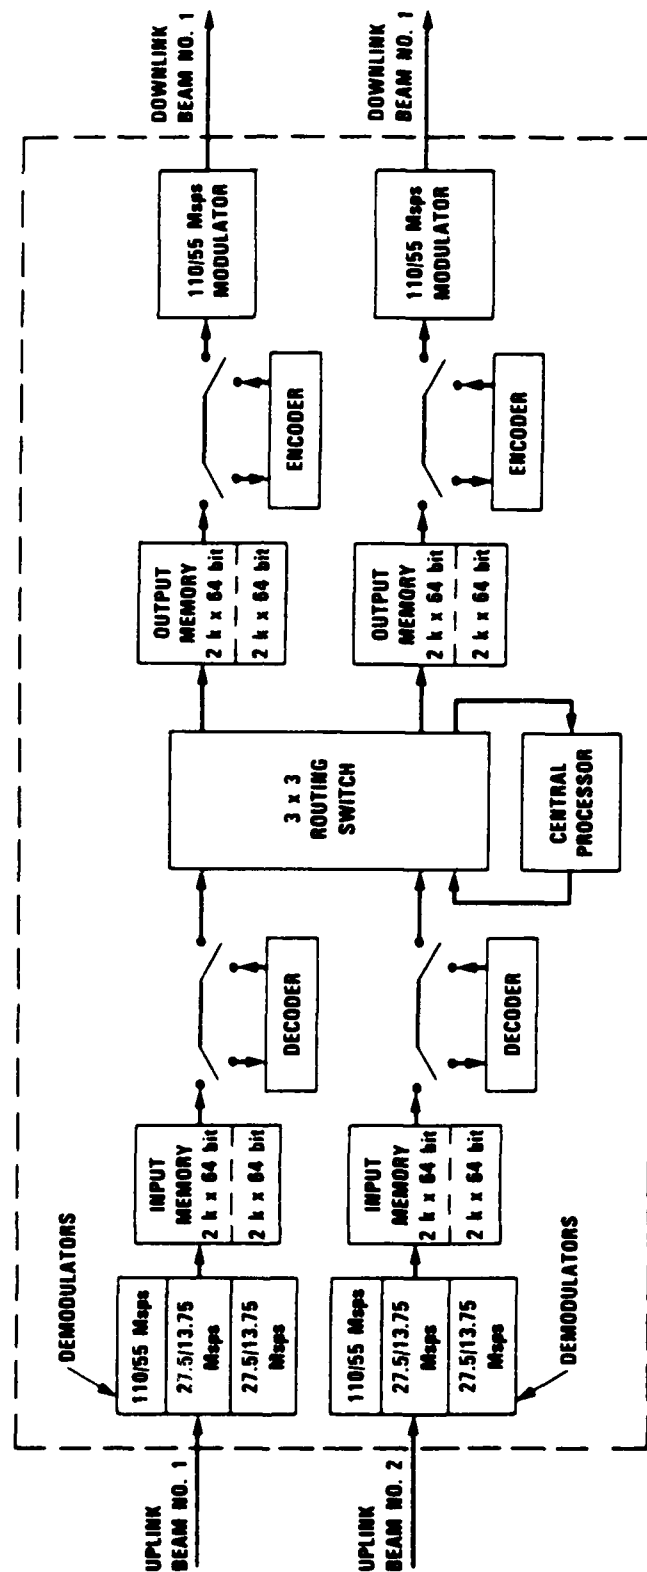 UPLINK
BEAM NO. 1
DEMODULATORS
110/55 Msps
27.5/13.75
Msps
27.5/13.75
Msps
INPUT
MEMORY
2 k x 64 bit
2 k x 64 bit
DECODER
3 x 3
ROUTING
SWITCH
OUTPUT
MEMORY
2 k x 64 bit
2 k x 64 bit
ENCODER
110/55 Msps
MODULATOR
DOWNLINK
BEAM NO. 1
UPLINK
BEAM NO. 2
110/55 Msps
27.5/13.75
Msps
27.5/13.75
Msps
DEMODULATORS
INPUT
MEMORY
2 k x 64 bit
2 k x 64 bit
DECODER
CENTRAL
PROCESSOR
OUTPUT
MEMORY
2 k x 64 bit
2 k x 64 bit
ENCODER
110/55 Msps
MODULATOR
DOWNLINK
BEAM NO. 1